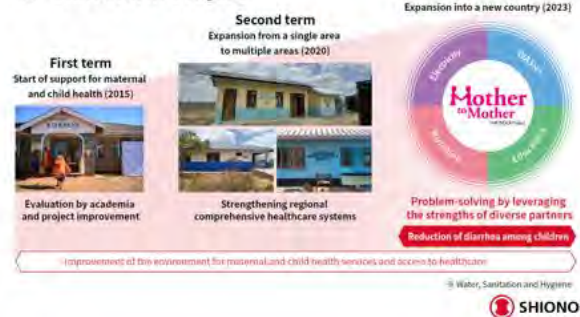 Expansion into a new country (2023)
Second term
Expansion from a single area
to multiple areas (2020)
First term
Start of support for maternal
and child health (2015)
WASH
Education
Nutrition
Mother
to Mother
Evaluation by academia
and project improvement
Strengthening regional
comprehensive healthcare systems
Problem-solving by leveraging
the strengths of diverse partners
Reduction of diarrhea among children
Improvement of the environment for maternal and child health services and access to healthcare
Water, Sanitation and Hygiene
SHIONO